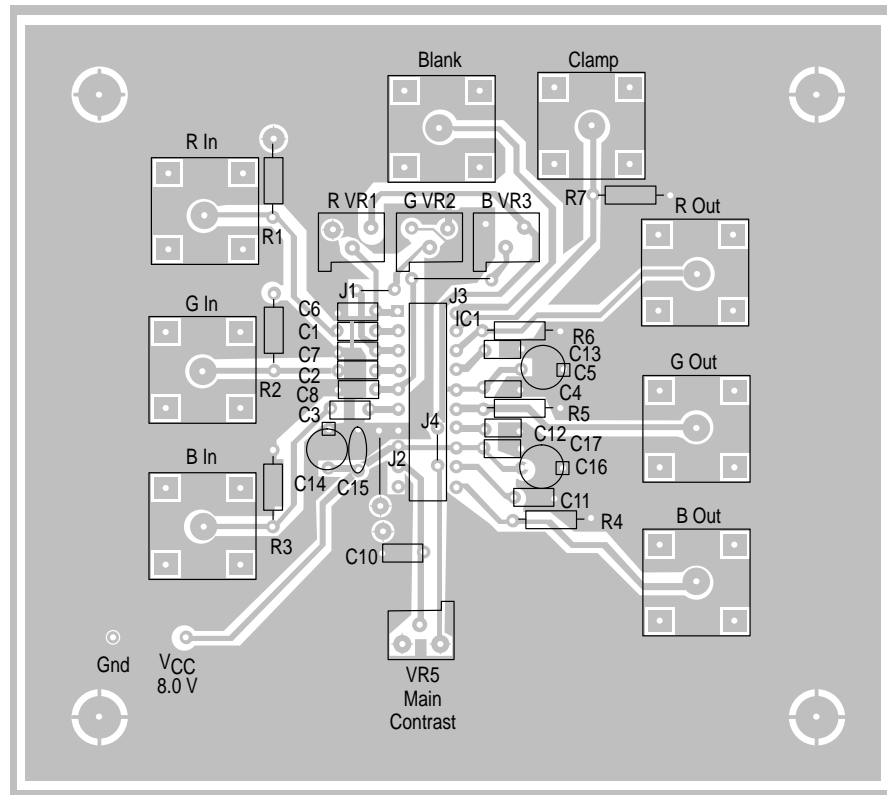 Blank
Clamp
R In
R VR1
G VR2
B VR3
R7
R Out
R1
J1
J3
G In
C6
IC1
C1
R6
C7
C13
R2
C2
C5
G Out
C8
C4
C3
R5
J4
C12
C17
B In
J2
C16
C14
C15
C11
B Out
R3
C10
R4
Gnd
VCC
8.0 V
VR5
Main
Contrast